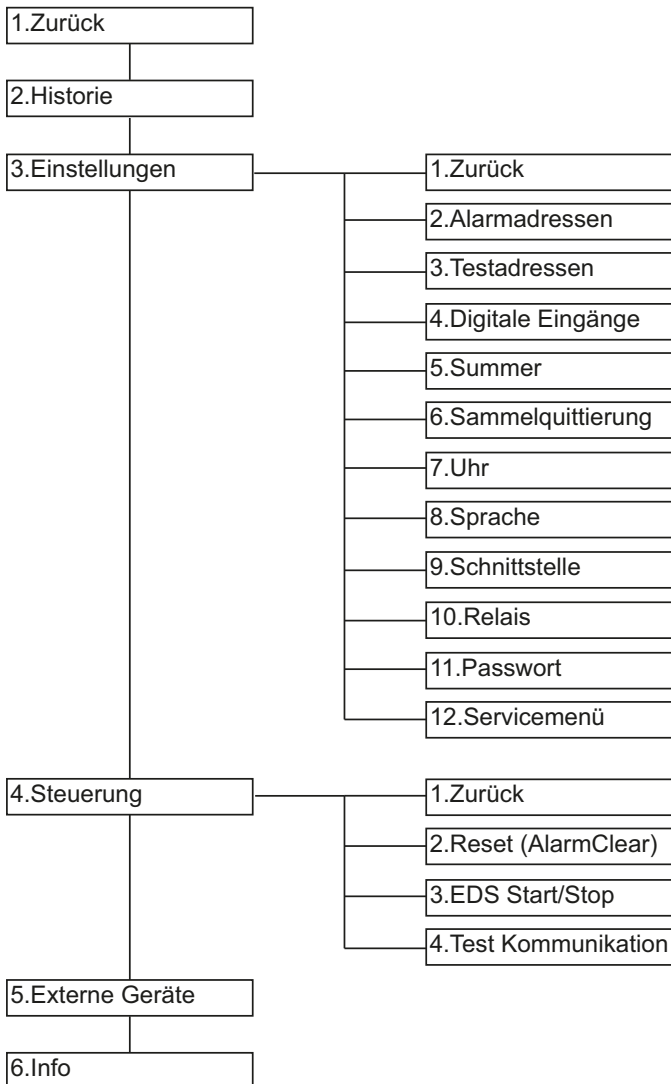 1.Zurück
2.Historie
3.Einstellungen
1.Zurück
2.Alarmadressen
3.Testadressen
4.Digitale Eingänge
5.Summer
6.Sammelquittierung
7.Uhr
8.Sprache
9.Schnittstelle
10.Relais
11.Passwort
12.Servicemenü
4.Steuerung
1.Zurück
2.Reset (AlarmClear)
3.EDS Start/Stop
4.Test Kommunikation
5.Externe Geräte
6.Info